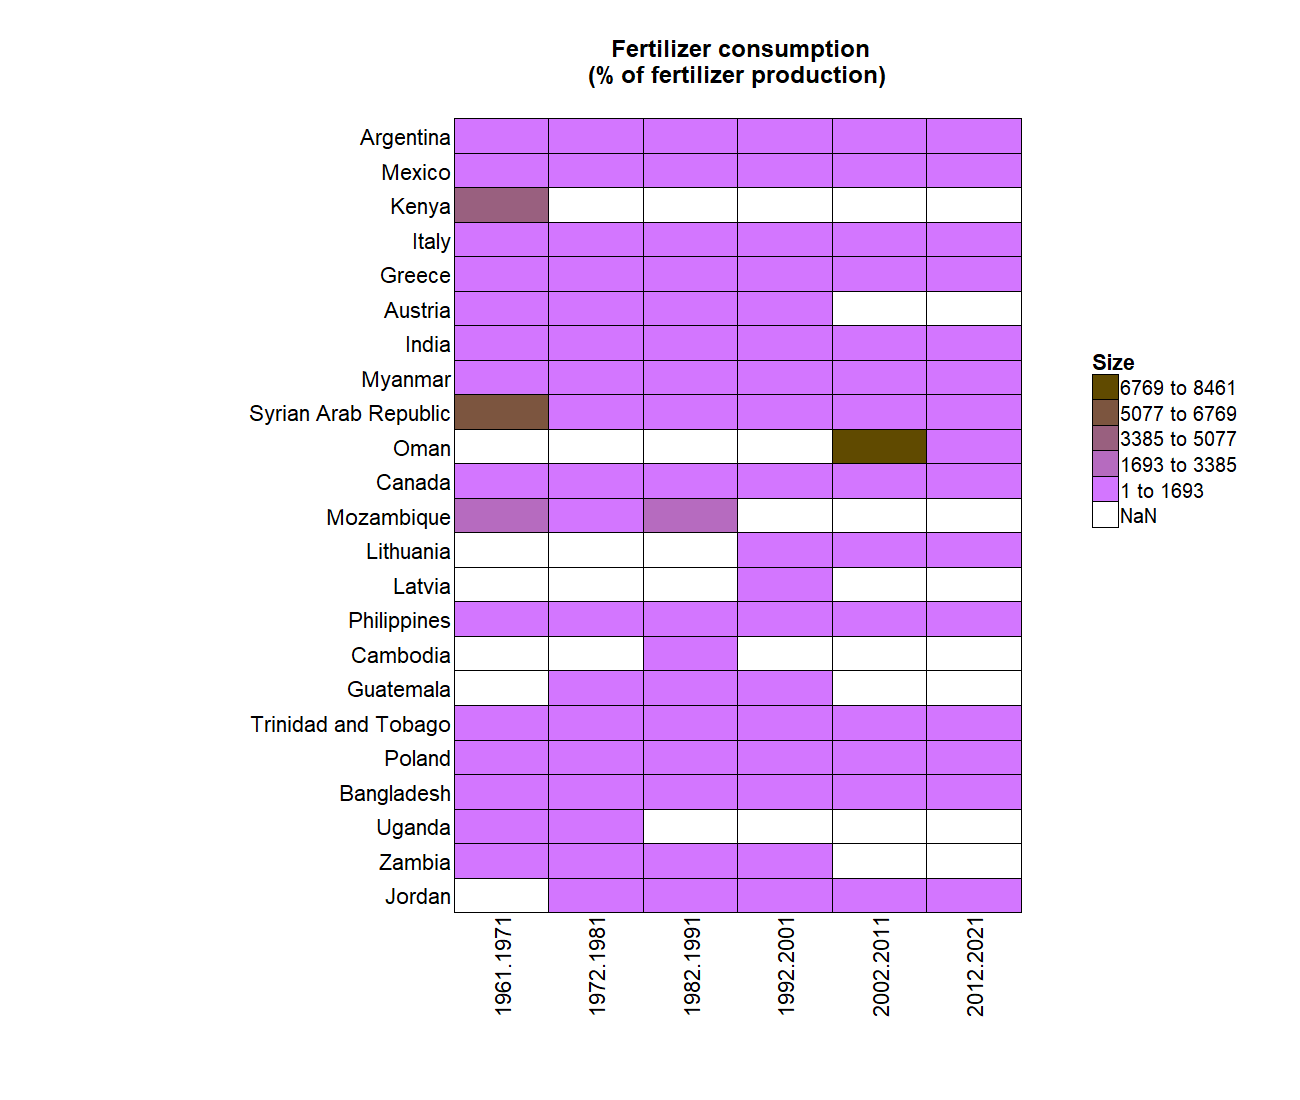 Fertilizer consumption
(% of fertilizer production)
Argentina
Mexico
Kenya
Italy
Greece
Austria
India
Myanmar
Syrian Arab Republic
Oman
Canada
Mozambique
Lithuania
Latvia
Philippines
Cambodia
Guatemala
Trinidad and Tobago
Poland
Bangladesh
Uganda
Zambia
Jordan
1961.1971
1972.1981
1982.1991
1992.2001
2002.2011
2012.2021
Size
6769 to 8461
5077 to 6769
3385 to 5077
1693 to 3385
1 to 1693
NaN